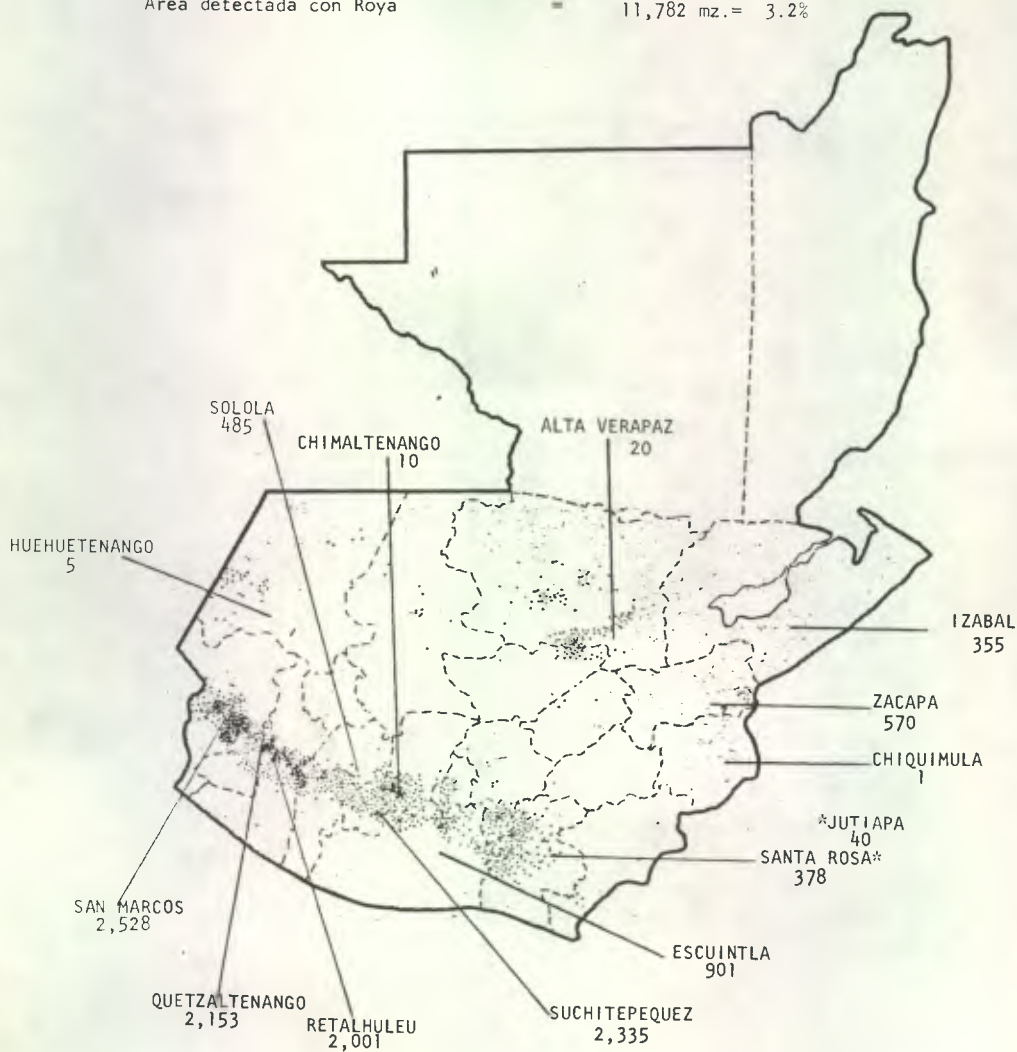 Area detectada con Roya = 11,782 mz.= 3.2%
SOLOLA
485
CHIMALTENANGO
10
ALTA VERAPAZ
20
HUEHUETENANGO
5
IZABAL
355
ZACAPA
570
CHIQUIMULA
1
*JUTIAPA
40
SANTA ROSA*
378
SAN MARCOS
2,528
ESCUINTLA
901
QUETZALTENANGO
2,153
RETALHULEU
2,001
SUCHITEPEQUEZ
2,335